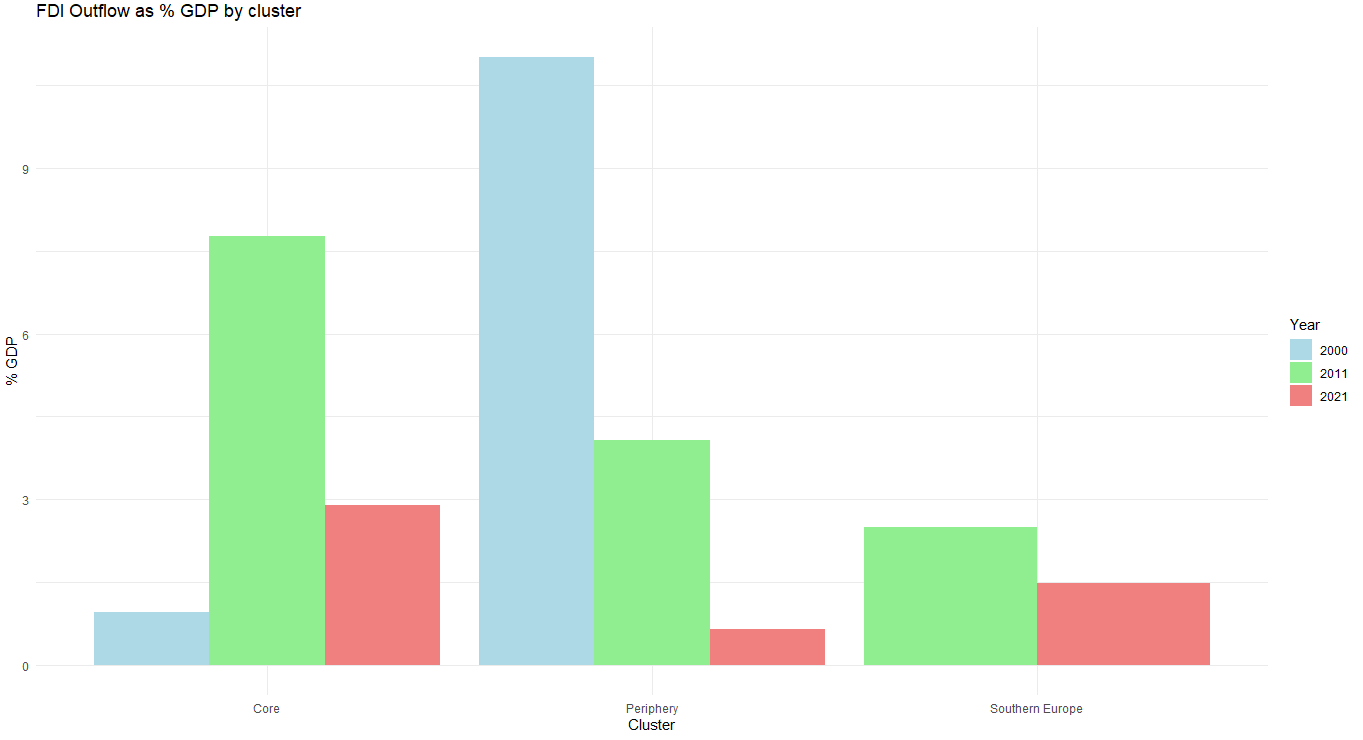 FDI Outflow as % GDP by cluster
% GDP
9
6
3
0
Core
Periphery
Southern Europe
Cluster
Year
2000
2011
2021